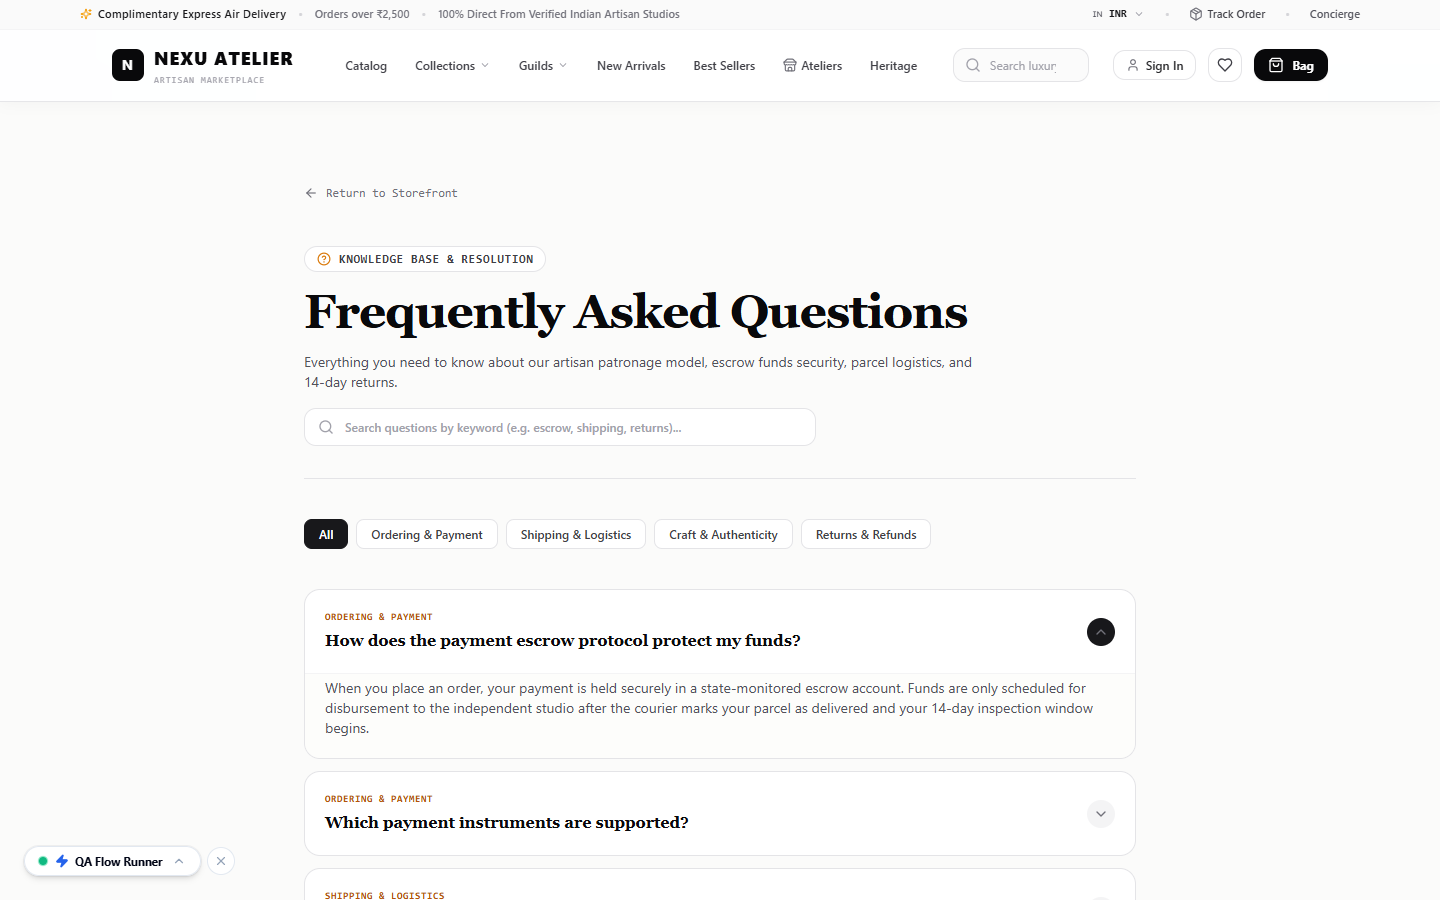 Complimentary Express Air Delivery • Orders over ₹2,500 • 100% Direct From Verified Indian Artisan Studios
IN INR • Track Order • Concierge
N NEXU ATELIER
ARTISAN MARKETPLACE
Catalog Collections Guilds New Arrivals Best Sellers Ateliers Heritage
Search luxur
Sign In
Bag
Return to Storefront
KNOWLEDGE BASE & RESOLUTION
Frequently Asked Questions
Everything you need to know about our artisan patronage model, escrow funds security, parcel logistics, and
14-day returns.
Search questions by keyword (e.g. escrow, shipping, returns)...
All Ordering & Payment Shipping & Logistics Craft & Authenticity Returns & Refunds
ORDERING & PAYMENT
How does the payment escrow protocol protect my funds?
When you place an order, your payment is held securely in a state-monitored escrow account. Funds are only scheduled for
disbursement to the independent studio after the courier marks your parcel as delivered and your 14-day inspection window
begins.
ORDERING & PAYMENT
Which payment instruments are supported?
QA Flow Runner
SHIPPING & LOGISTICS